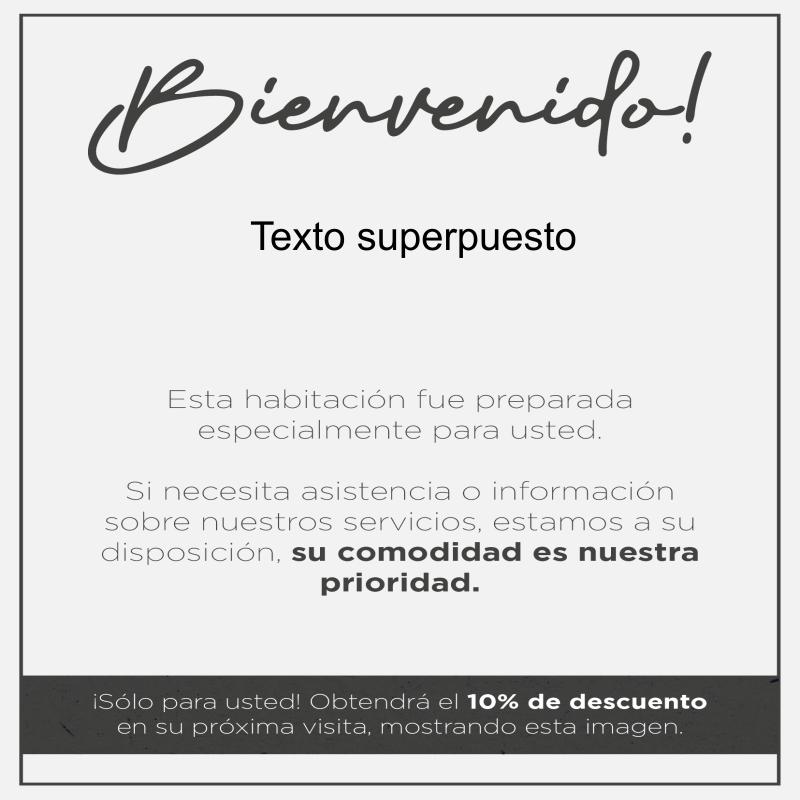 Bienvenido!
Texto superpuesto
Esta habitación fue preparada
especialmente para usted.
Si necesita asistencia o información
sobre nuestros servicios, estamos a su
disposición, su comodidad es nuestra
prioridad.
¡Sólo para usted! Obtendrá el 10% de descuento
en su próxima visita, mostrando esta imagen.